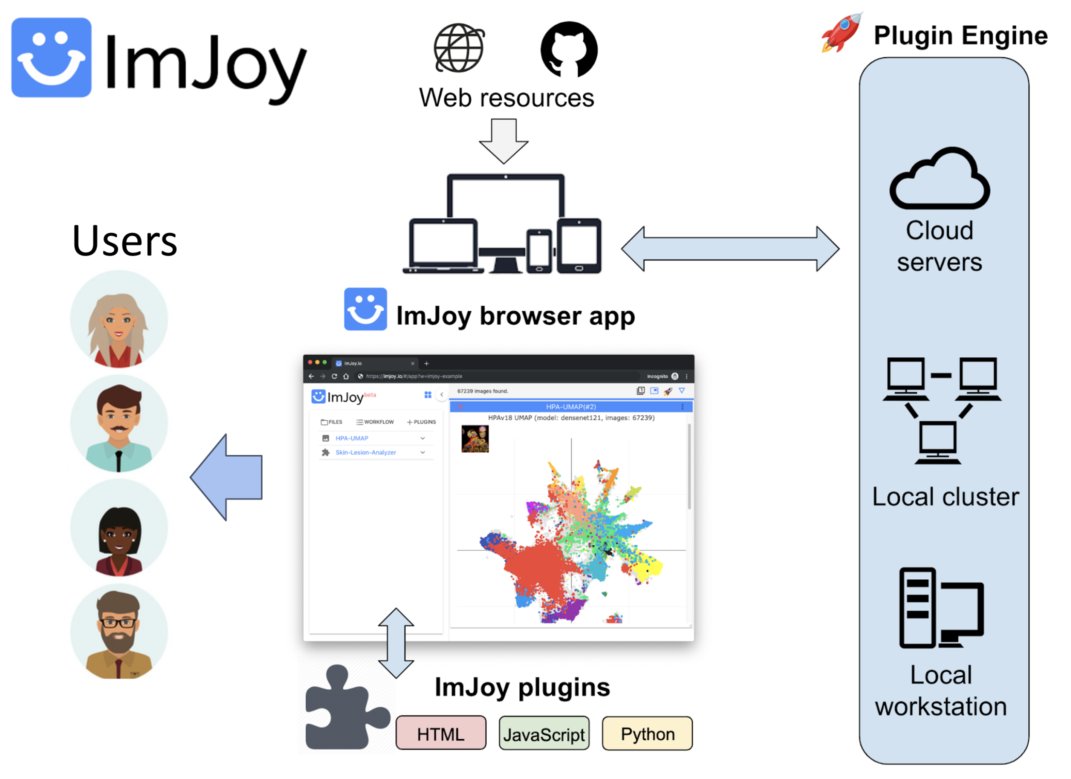 ImJoy
Web resources
Plugin Engine
Users
Cloud
servers
ImJoy browser app
ImJoy.io
https://imjoy.io/#/app?w=imjoy-example
Incognito
ImJoy beta
67239 images found.
HPA-UMAP(#2)
HPAv18 UMAP (model: densenet121, images: 67239)
FILES
WORKFLOW
+ PLUGINS
HPA-UMAP
Skin-Lesion-Analyzer
Local cluster
Local
workstation
ImJoy plugins
HTML
JavaScript
Python